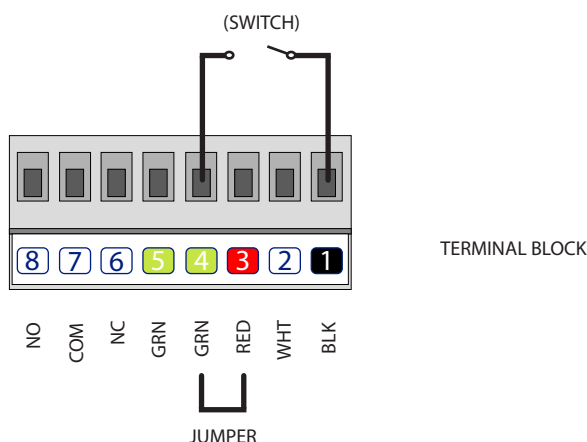 (SWITCH)
8 7 6 5 4 3 2 1
TERMINAL BLOCK
NO COM NC GRN GRN RED WHT BLK
JUMPER